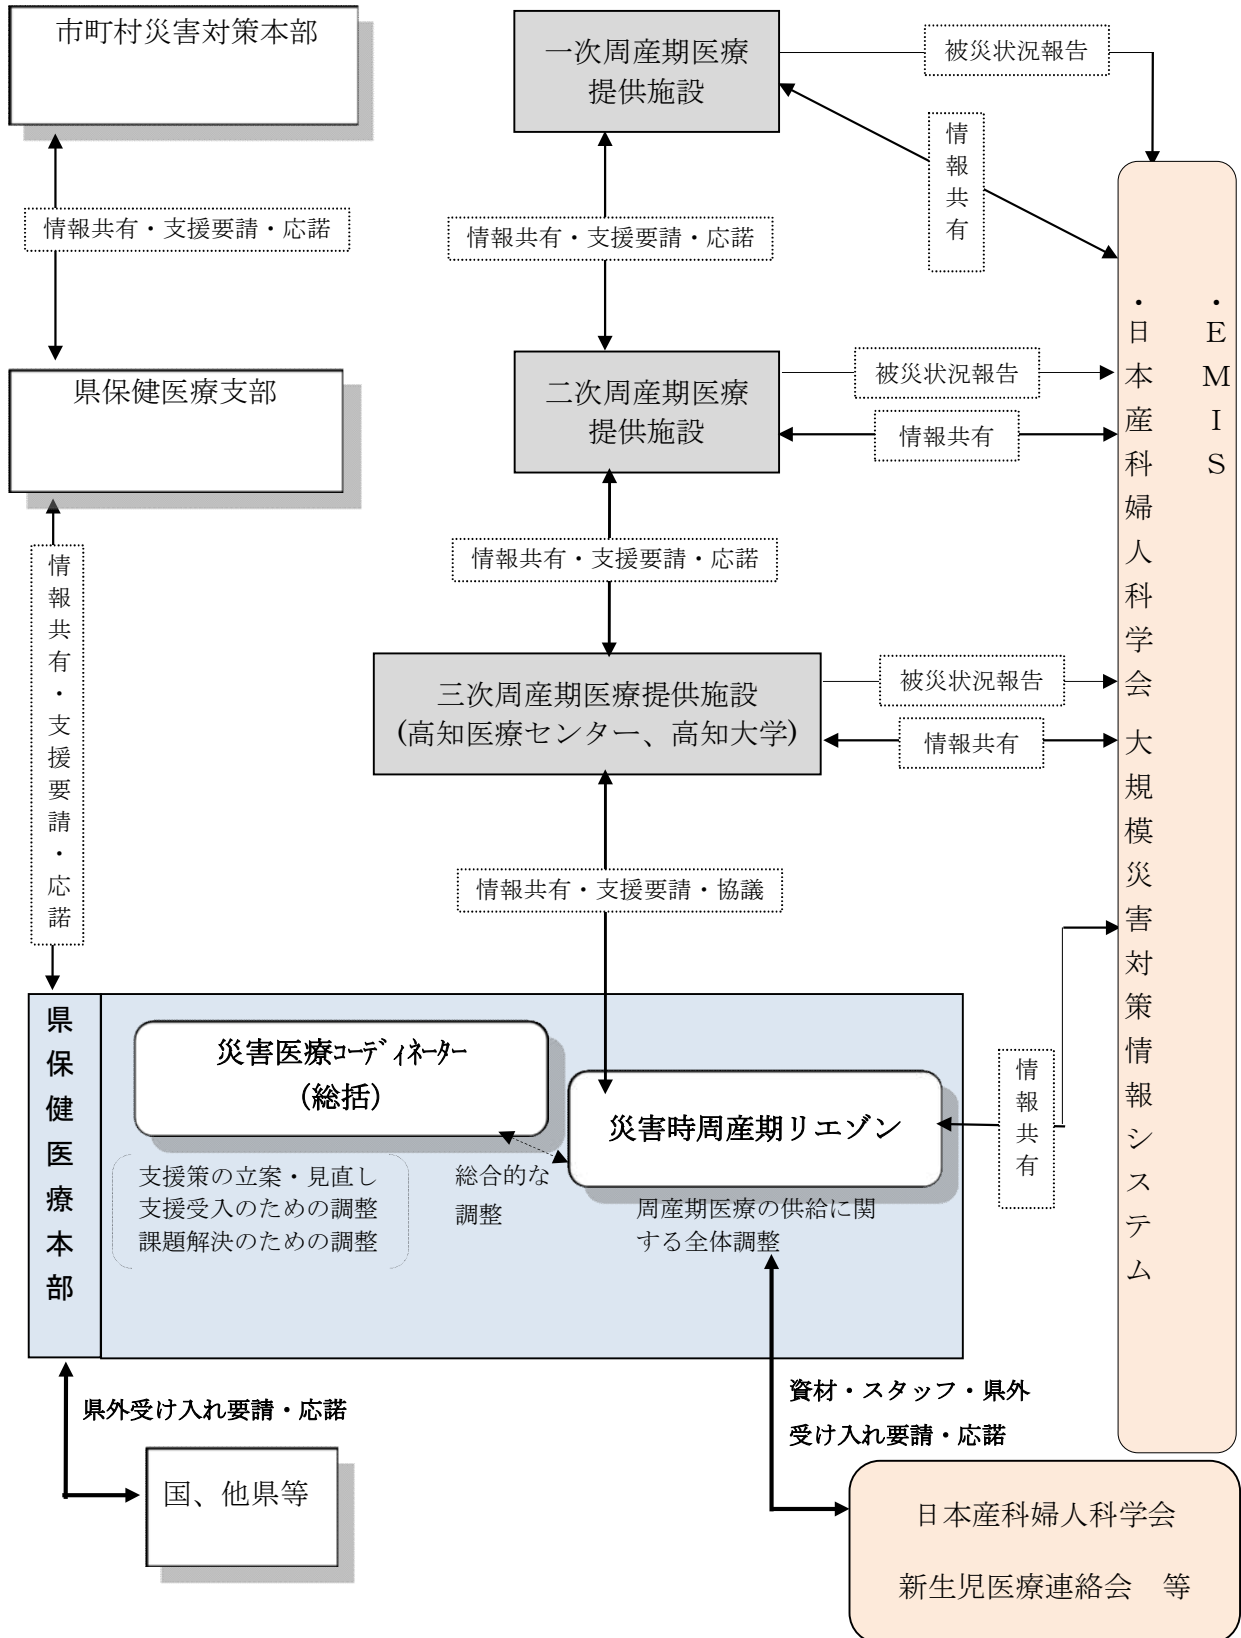 市町村災害対策本部
一次周産期医療
提供施設
被災状況報告
情報共有
情報共有・支援要請・応諾
情報共有・支援要請・応諾
県保健医療支部
二次周産期医療
提供施設
被災状況報告
情報共有
・EMIS
・日本産科婦人科学会 大規模災害対策情報システム
情報共有・支援要請・応諾
情報共有・支援要請・応諾
三次周産期医療提供施設
(高知医療センター、高知大学)
被災状況報告
情報共有
情報共有・支援要請・協議
県保健医療本部
災害医療ｺｰﾃﾞｨﾈｰﾀｰ
(総括)
災害時周産期リエゾン
情報共有
支援策の立案・見直し
支援受入のための調整
課題解決のための調整
総合的な
調整
周産期医療の供給に関
する全体調整
県外受け入れ要請・応諾
資材・スタッフ・県外
受け入れ要請・応諾
国、他県等
日本産科婦人科学会
新生児医療連絡会　等